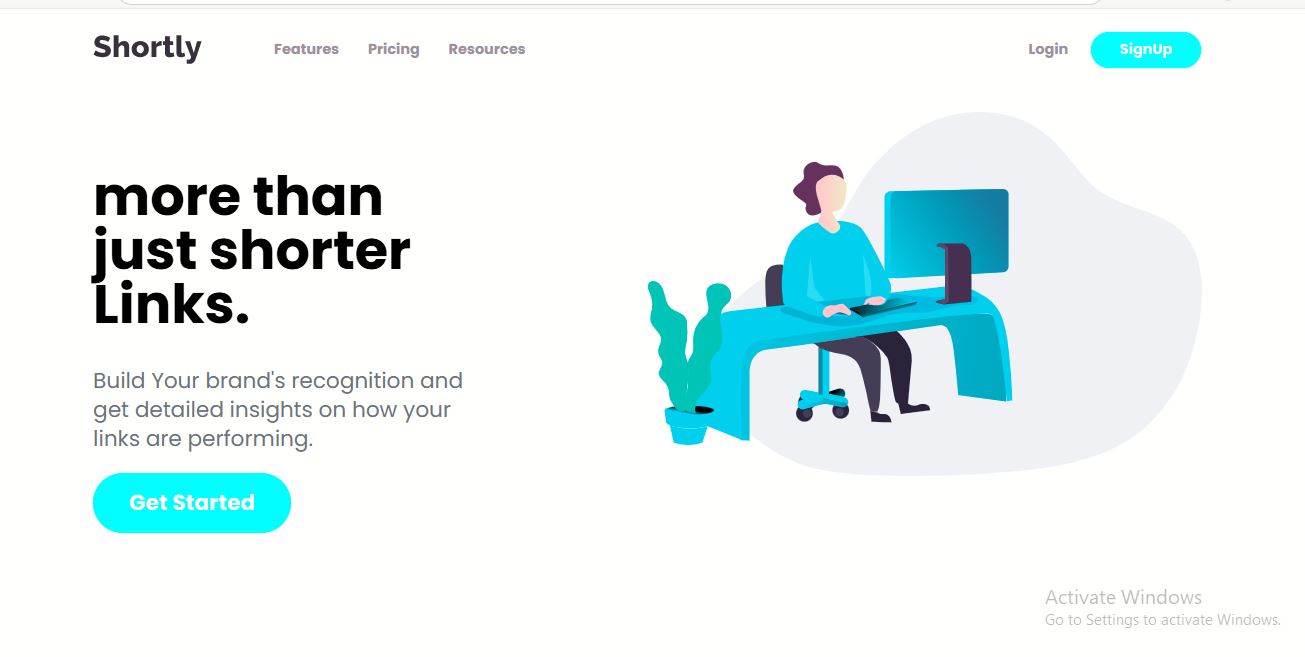 Shortly
Features
Pricing
Resources
Login
SignUp
more than
just shorter
Links.
Build Your brand's recognition and
get detailed insights on how your
links are performing.
Get Started
Activate Windows
Go to Settings to activate Windows.